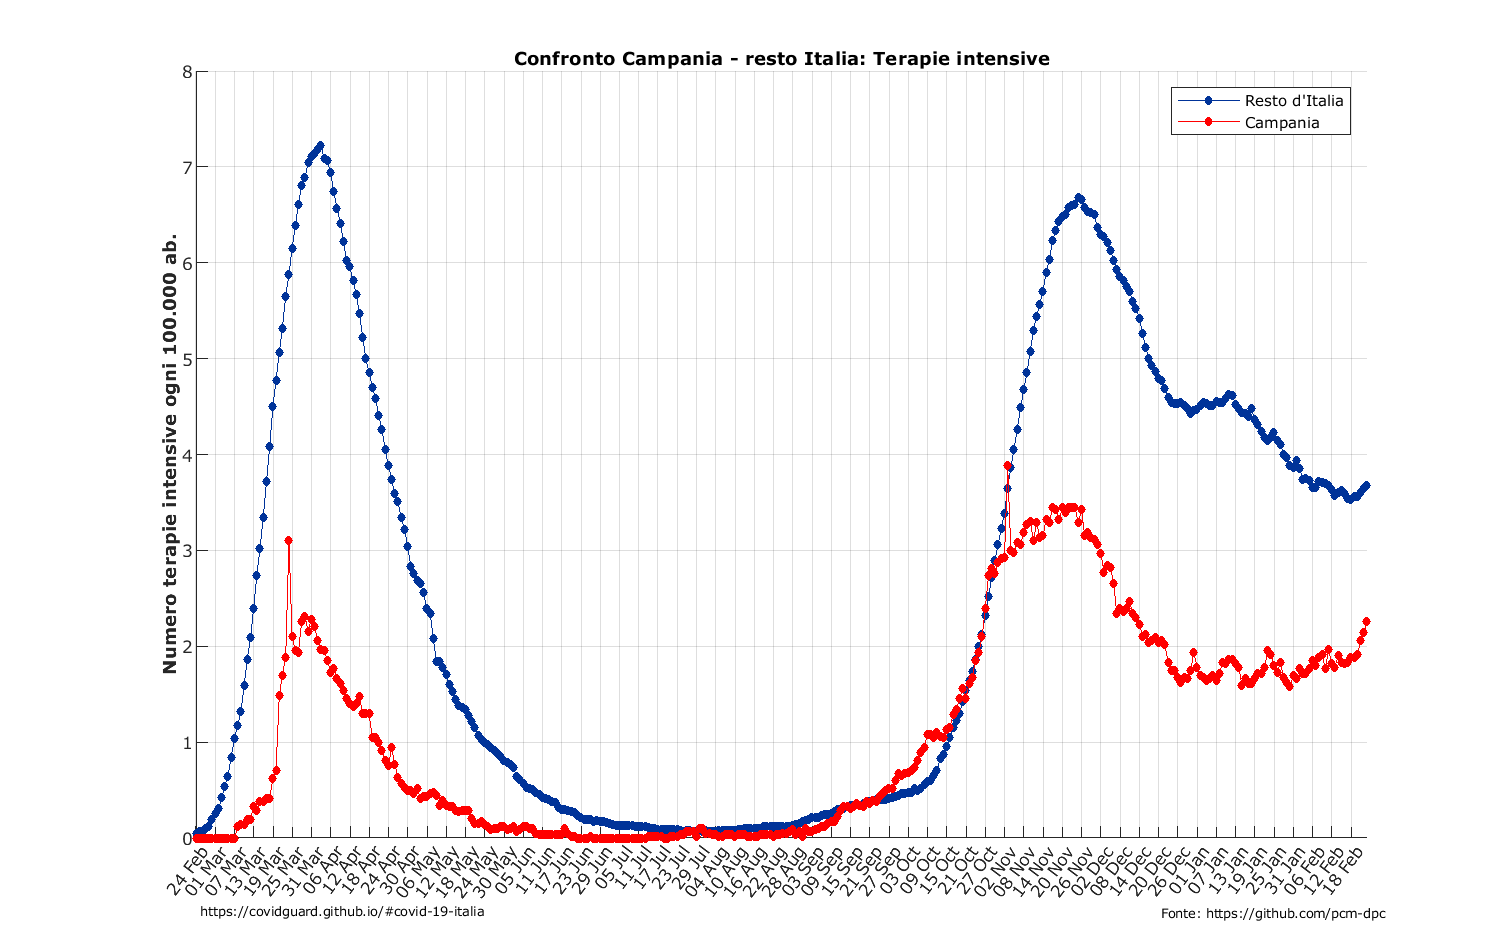 Confronto Campania - resto Italia: Terapie intensive
Resto d'Italia
Campania
Numero terapie intensive ogni 100.000 ab.
8
7
6
5
4
3
2
1
0
24 Feb
01 Mar
07 Mar
13 Mar
19 Mar
25 Mar
31 Mar
06 Apr
12 Apr
18 Apr
24 Apr
30 Apr
06 May
12 May
18 May
24 May
30 May
05 Jun
11 Jun
17 Jun
23 Jun
29 Jun
05 Jul
11 Jul
17 Jul
23 Jul
29 Jul
04 Aug
10 Aug
16 Aug
22 Aug
28 Aug
03 Sep
09 Sep
15 Sep
21 Sep
27 Sep
03 Oct
09 Oct
15 Oct
21 Oct
27 Oct
02 Nov
08 Nov
14 Nov
20 Nov
26 Nov
02 Dec
08 Dec
14 Dec
20 Dec
26 Dec
01 Jan
07 Jan
13 Jan
19 Jan
25 Jan
31 Jan
06 Feb
12 Feb
18 Feb
https://covidguard.github.io/#covid-19-italia
Fonte: https://github.com/pcm-dpc